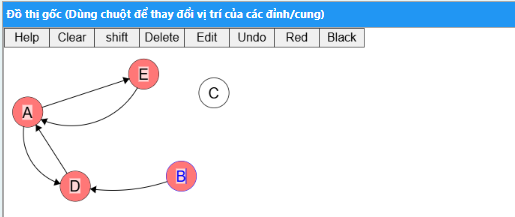 Đồ thị gốc (Dùng chuột để thay đổi vị trí của các đỉnh/cung)
Help Clear shift Delete Edit Undo Red Black
E
C
A
B
D